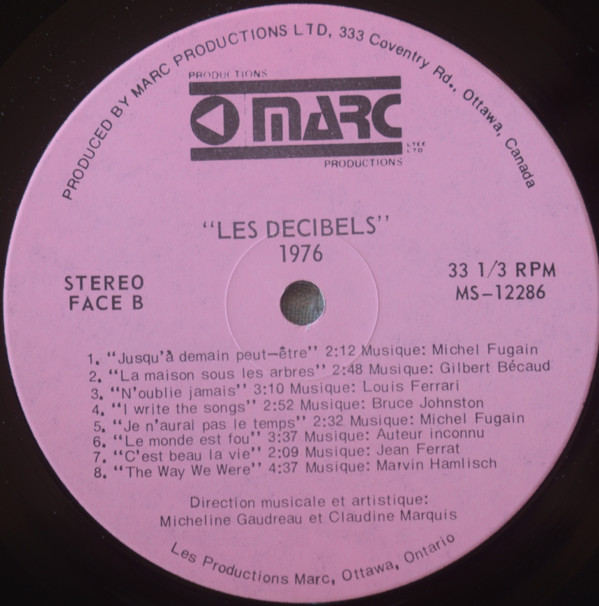 PRODUCED BY MARC PRODUCTIONS LTD, 333 Coventry Rd., Ottawa, Canada
PRODUCTIONS
MARC
LTEE
LTD
PRODUCTIONS
"LES DECIBELS"
1976
STEREO
FACE B
33 1/3 RPM
MS-12286
1. "Jusqu'à demain peut-être" 2:12 Musique: Michel Fugain
2. "La maison sous les arbres" 2:48 Musique: Gilbert Bécaud
3. "N'oublie jamais" 3:10 Musique: Louis Ferrari
4. "I write the songs" 2:52 Musique: Bruce Johnston
5. "Je n'aurai pas le temps" 2:32 Musique: Michel Fugain
6. "Le monde est fou" 3:37 Musique: Auteur inconnu
7. "C'est beau la vie" 2:09 Musique: Jean Ferrat
8. "The Way We Were" 4:37 Musique: Marvin Hamlisch
Direction musicale et artistique:
Micheline Gaudreau et Claudine Marquis
Les Productions Marc, Ottawa, Ontario